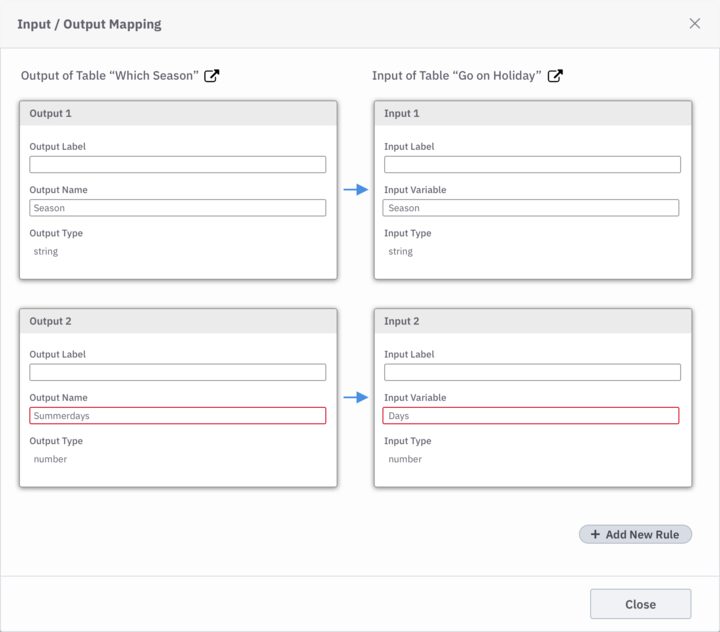 Input / Output Mapping
Output of Table “Which Season”
Input of Table “Go on Holiday”
Output 1
Output Label
Output Name
Season
Output Type
string
Input 1
Input Label
Input Variable
Season
Input Type
string
Output 2
Output Label
Output Name
Summerdays
Output Type
number
Input 2
Input Label
Input Variable
Days
Input Type
number
+ Add New Rule
Close